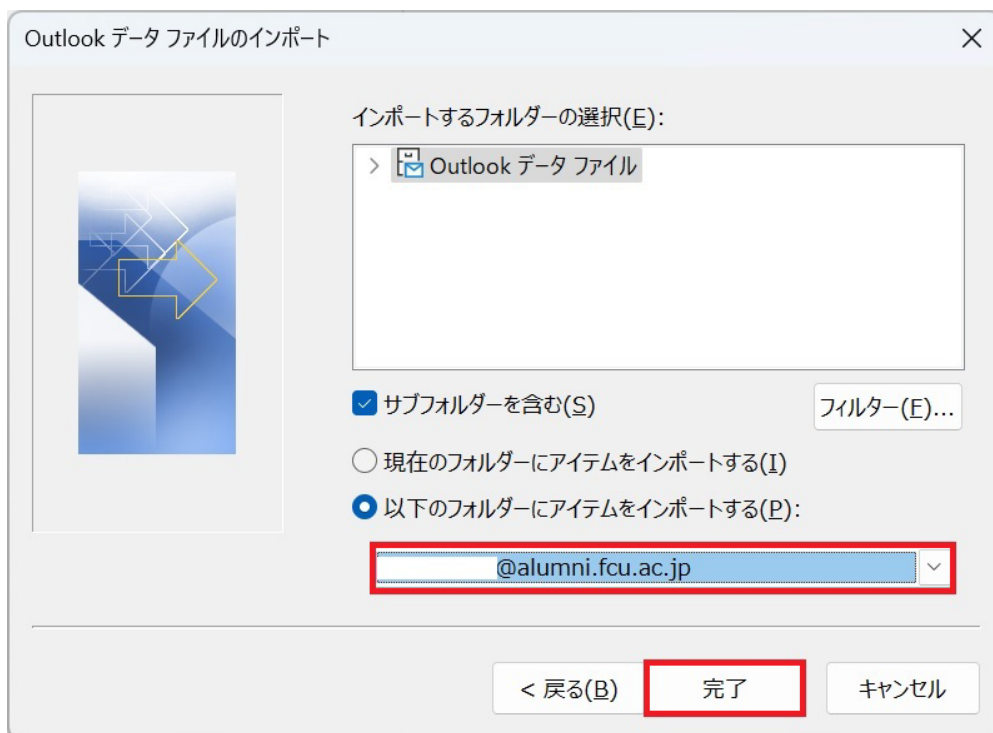 Outlook データ ファイルのインポート
インポートするフォルダーの選択(E):
Outlook データ ファイル
サブフォルダーを含む(S)
フィルター(F)...
現在のフォルダーにアイテムをインポートする(I)
以下のフォルダーにアイテムをインポートする(P):
@alumni.fcu.ac.jp
< 戻る(B)
完了
キャンセル